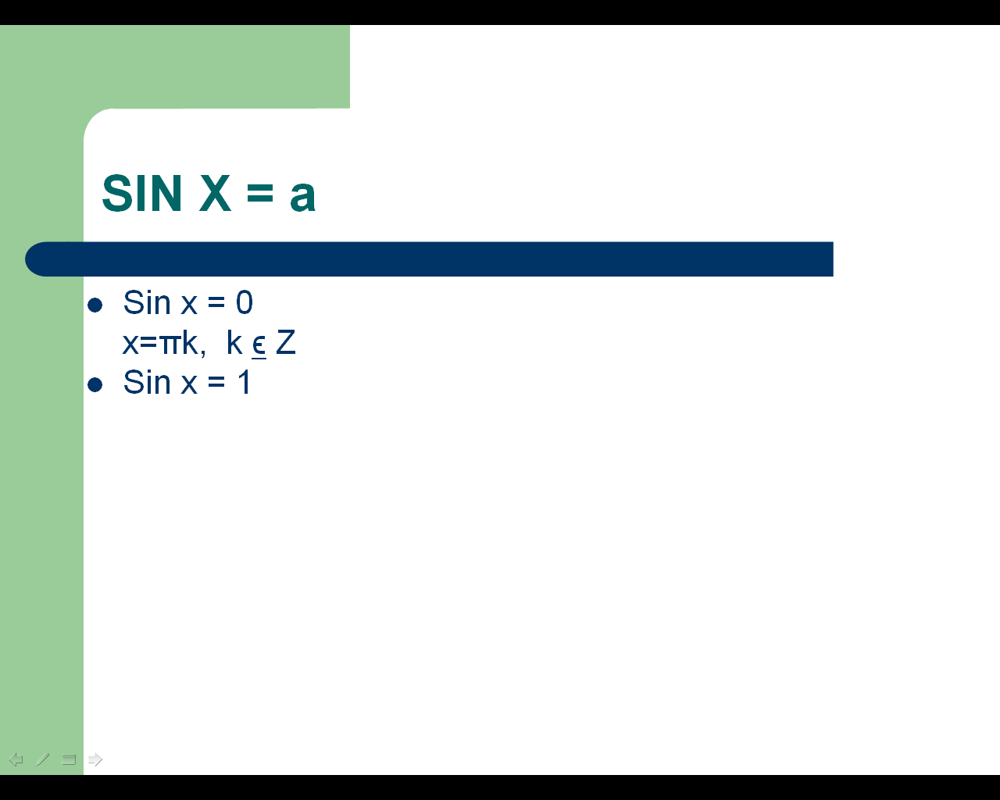 SIN X = a
Sin x = 0
x=πk, k ϵ Z
Sin x = 1